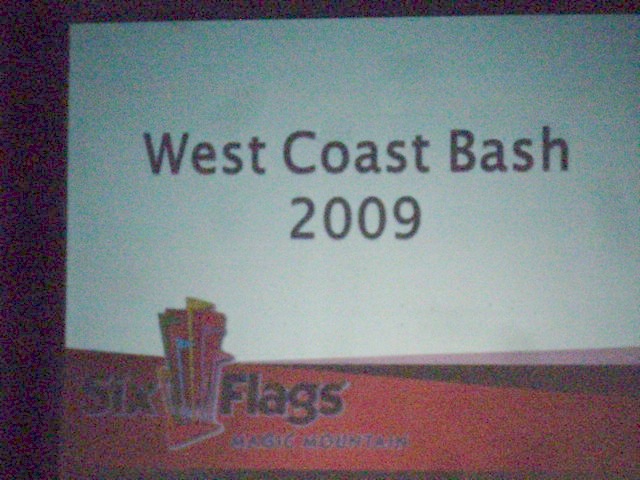 West Coast Bash
2009
Six Flags
MAGIC MOUNTAIN